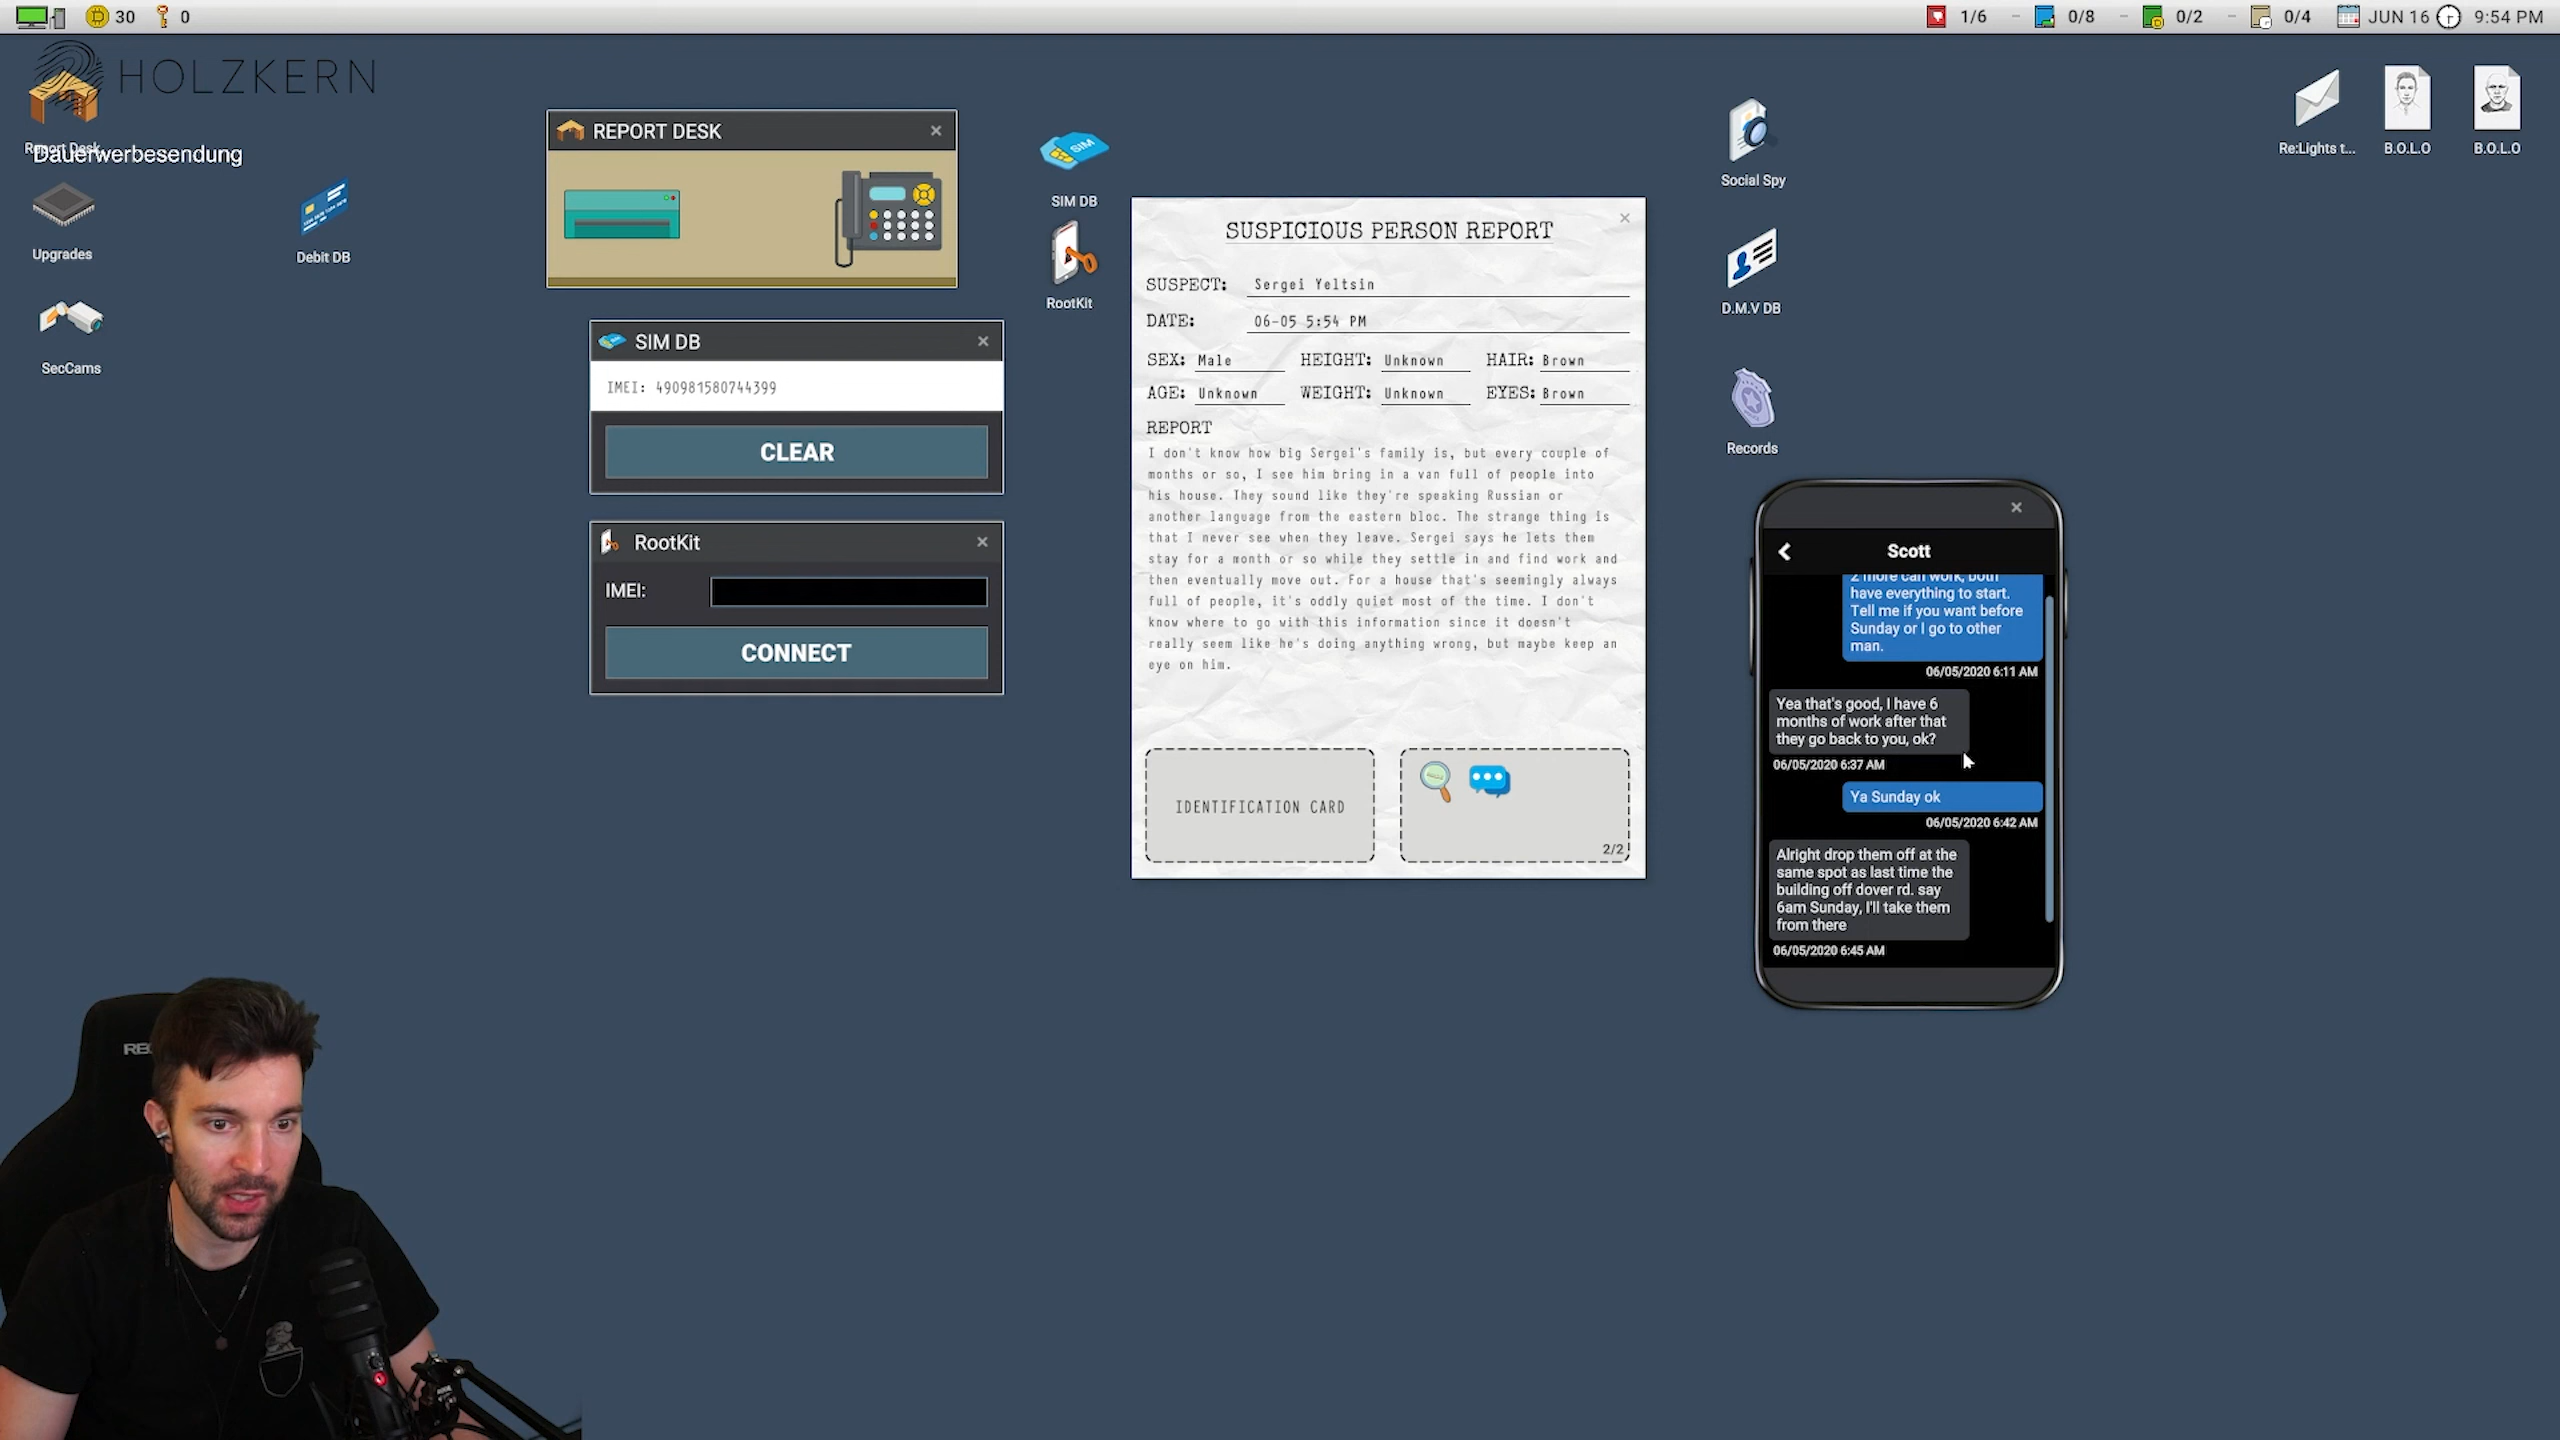 30
0
1/6
0/8
0/2
0/4
JUN 16
9:54 PM
HOLZKERN
Dauerwerbesendung
Report Desk
Upgrades
Debit DB
SecCams
REPORT DESK
SIM DB
IMEI: 490981580744399
CLEAR
RootKit
IMEI:
CONNECT
SIM DB
RootKit
SUSPICIOUS PERSON REPORT
SUSPECT: Sergei Yeltsin
DATE: 06-05 5:54 PM
SEX: Male HEIGHT: Unknown HAIR: Brown
AGE: Unknown WEIGHT: Unknown EYES: Brown
REPORT
I don't know how big Sergei's family is, but every couple of
months or so, I see him bring in a van full of people into
his house. They sound like they're speaking Russian or
another language from the eastern bloc. The strange thing is
that I never see when they leave. Sergei says he lets them
stay for a month or so while they settle in and find work and
then eventually move out. For a house that's seemingly always
full of people, it's oddly quiet most of the time. I don't
know where to go with this information since it doesn't
really seem like he's doing anything wrong, but maybe keep an
eye on him.
IDENTIFICATION CARD
2/2
Social Spy
D.M.V DB
Records
Re:Lights t...
B.O.L.O
B.O.L.O
Scott
2 more can work, both
have everything to start.
Tell me if you want before
Sunday or I go to other
man.
06/05/2020 6:11 AM
Yea that's good, I have 6
months of work after that
they go back to you, ok?
06/05/2020 6:37 AM
Ya Sunday ok
06/05/2020 6:42 AM
Alright drop them off at the
same spot as last time the
building off dover rd. say
6am Sunday, I'll take them
from there
06/05/2020 6:45 AM